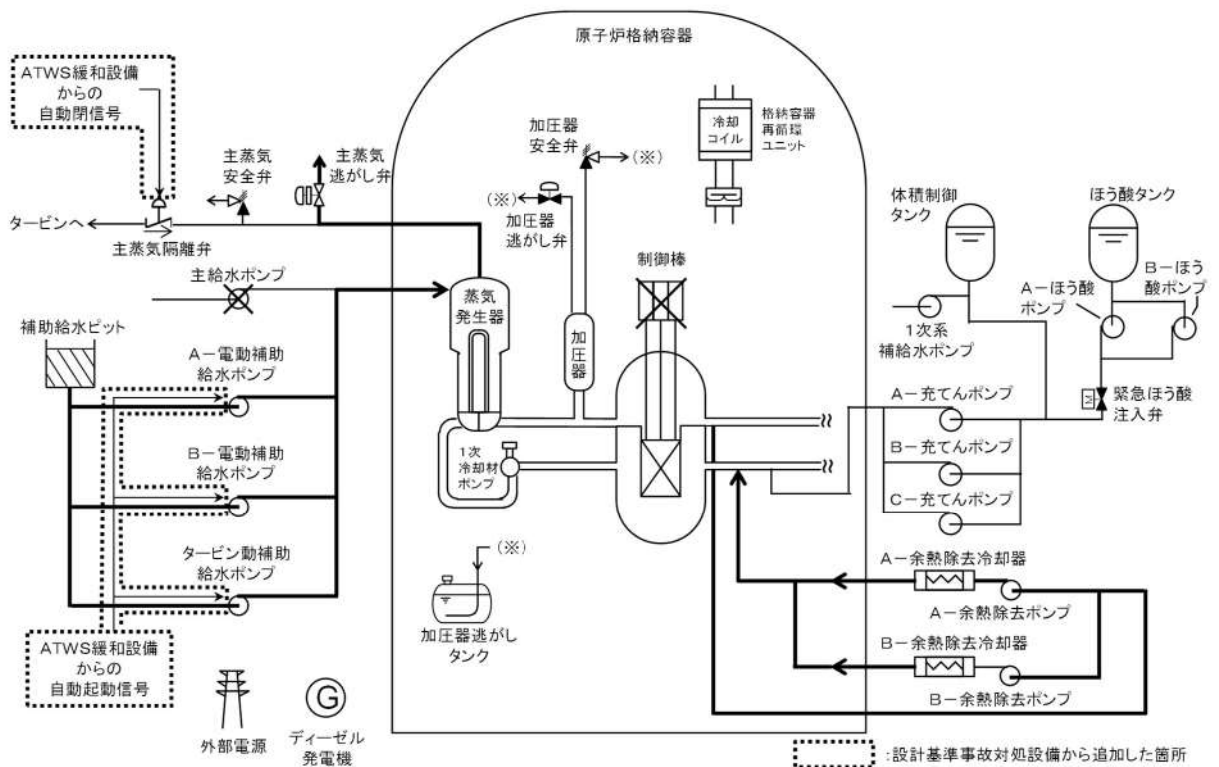 原子炉格納容器
ATWS緩和設備
からの
自動閉信号
主蒸気
安全弁
主蒸気
逃がし弁
タービンへ
主蒸気隔離弁
加圧器
安全弁
(※)
(※)
加圧器
逃がし弁
冷却
コイル
格納容器
再循環
ユニット
体積制御
タンク
ほう酸タンク
B-ほう
酸ポンプ
A-ほう酸
ポンプ
1次系
補給水ポンプ
緊急ほう酸
注入弁
M
主給水ポンプ
補助給水ピット
A-電動補助
給水ポンプ
B-電動補助
給水ポンプ
タービン動補助
給水ポンプ
ATWS緩和設備
からの
自動起動信号
蒸気
発生器
加
圧
器
制御棒
1次
冷却材
ポンプ
(※)
加圧器逃がし
タンク
A-充てんポンプ
B-充てんポンプ
C-充てんポンプ
A-余熱除去冷却器
A-余熱除去ポンプ
B-余熱除去冷却器
B-余熱除去ポンプ
外部電源
G
ディーゼル
発電機
:設計基準事故対処設備から追加した箇所